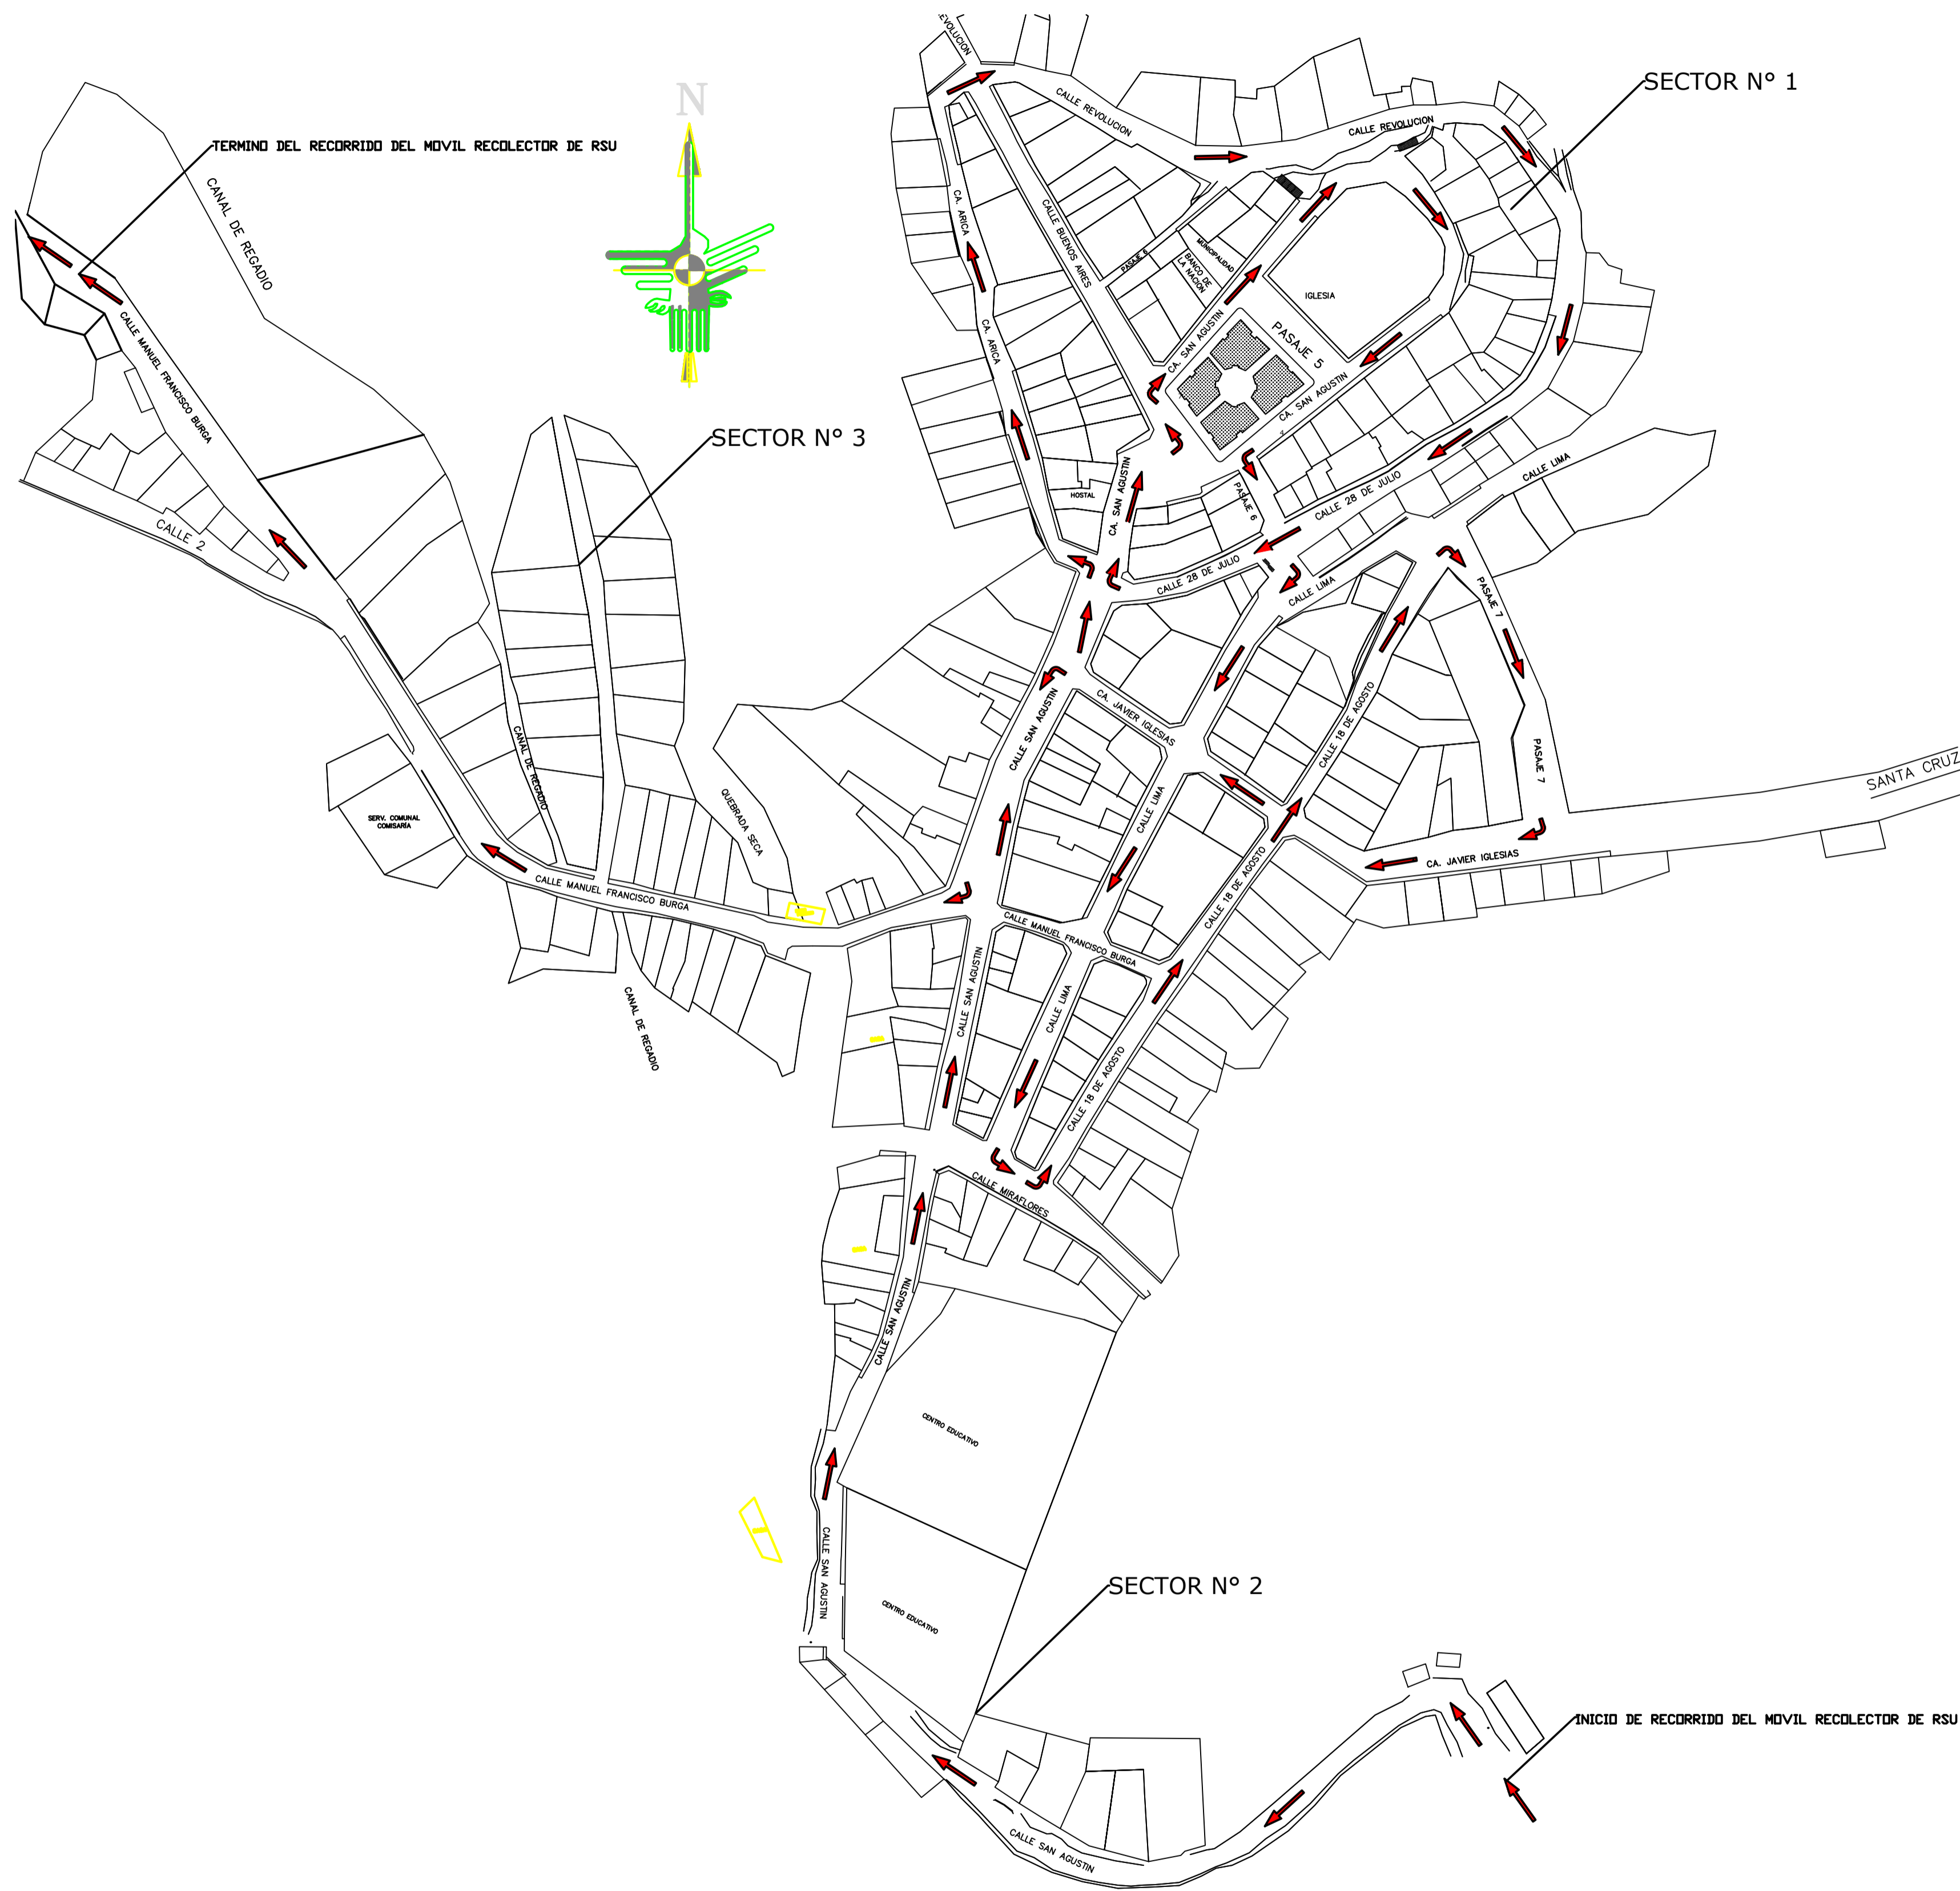 REVOLUCION
SECTOR N° 1
N
CALLE REVOLUCION
CALLE REVOLUCION
TERMINO DEL RECORRIDO DEL MOVIL RECOLECTOR DE RSU
CANAL DE REGADIO
CA. ARICA
CALLE BUENOS AIRES
PASAJE 6
MUNICIPALIDAD
BANCO DE
LA NACION
IGLESIA
CALLE MANUEL FRANCISCO BURGA
CA. ARICA
CA. SAN AGUSTIN
PASAJE 5
CA. SAN AGUSTIN
SECTOR N° 3
CALLE LIMA
HOSTAL
CA. SAN AGUSTIN
PASAJE 6
CALLE 28 DE JULIO
CALLE 2
CALLE 28 DE JULIO
CALLE LIMA
PASAJE 7
CA. JAVIER IGLESIAS
CALLE SAN AGUSTIN
CALLE 18 DE AGOSTO
PASAJE 7
SANTA CRUZ
CANAL DE REGADIO
QUEBRADA SECA
CALLE LIMA
SERV. COMUNAL
COMISARÍA
CA. JAVIER IGLESIAS
CALLE 18 DE AGOSTO
CALLE MANUEL FRANCISCO BURGA
CALLE MANUEL FRANCISCO BURGA
CALLE SAN AGUSTIN
CALLE LIMA
CANAL DE REGADIO
CALLE 18 DE AGOSTO
CALLE MIRAFLORES
CALLE SAN AGUSTIN
CENTRO EDUCATIVO
CALLE SAN AGUSTIN
SECTOR N° 2
CENTRO EDUCATIVO
INICIO DE RECORRIDO DEL MOVIL RECOLECTOR DE RSU
CALLE SAN AGUSTIN